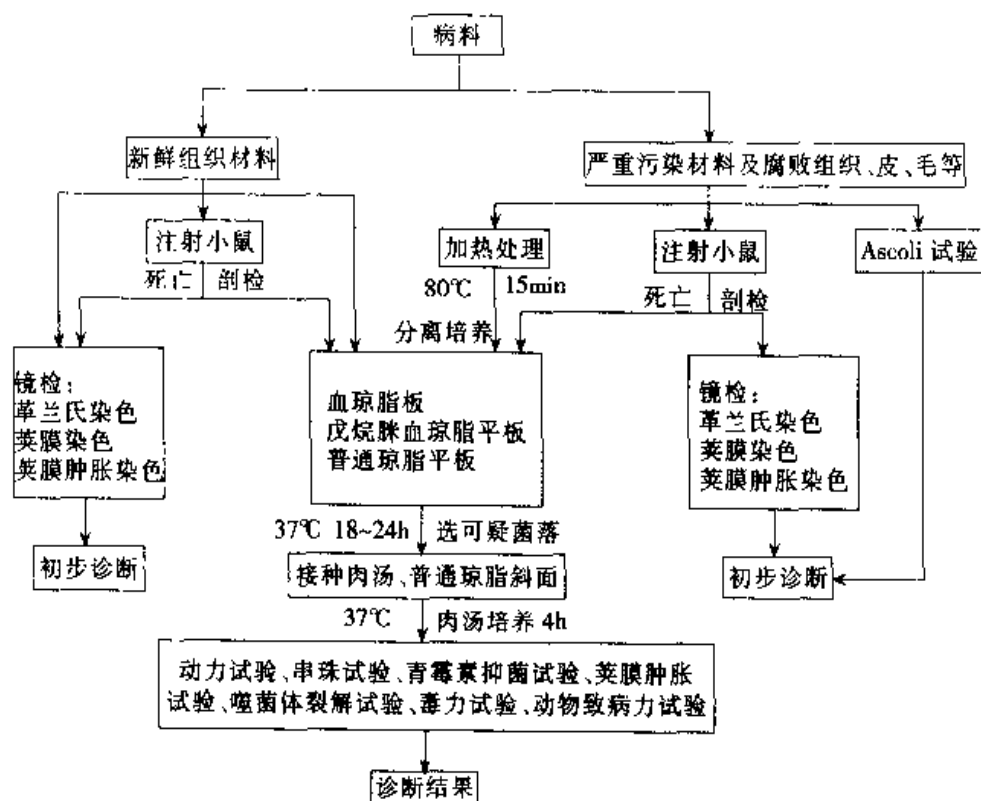 病料
新鲜组织材料
严重污染材料及腐败组织、皮、毛等
注射小鼠
加热处理
注射小鼠
Ascoli 试验
死亡 剖检
80℃ 15min
死亡 剖检
分离培养
镜检:
革兰氏染色
荚膜染色
荚膜肿胀染色
血琼脂板
戊烷脒血琼脂平板
普通琼脂平板
镜检:
革兰氏染色
荚膜染色
荚膜肿胀染色
37℃ 18~24h 选可疑菌落
初步诊断
接种肉汤、普通琼脂斜面
初步诊断
37℃ 肉汤培养 4h
动力试验、串珠试验、青霉素抑菌试验、荚膜肿胀
试验、噬菌体裂解试验、毒力试验、动物致病力试验
诊断结果